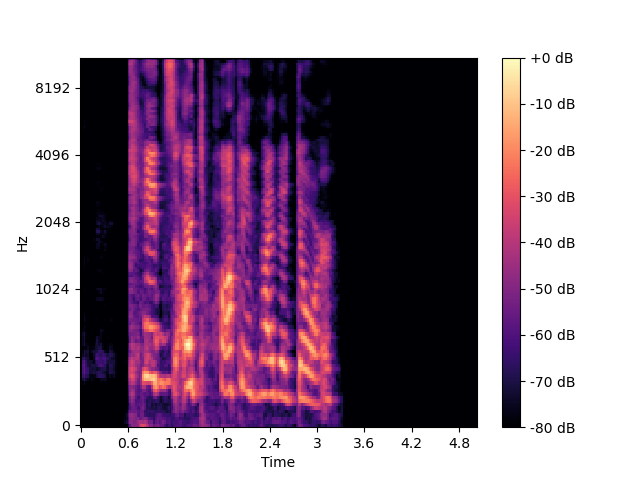 8192
4096
2048
1024
512
0
Hz
0 0.6 1.2 1.8 2.4 3 3.6 4.2 4.8
Time
+0 dB
-10 dB
-20 dB
-30 dB
-40 dB
-50 dB
-60 dB
-70 dB
-80 dB